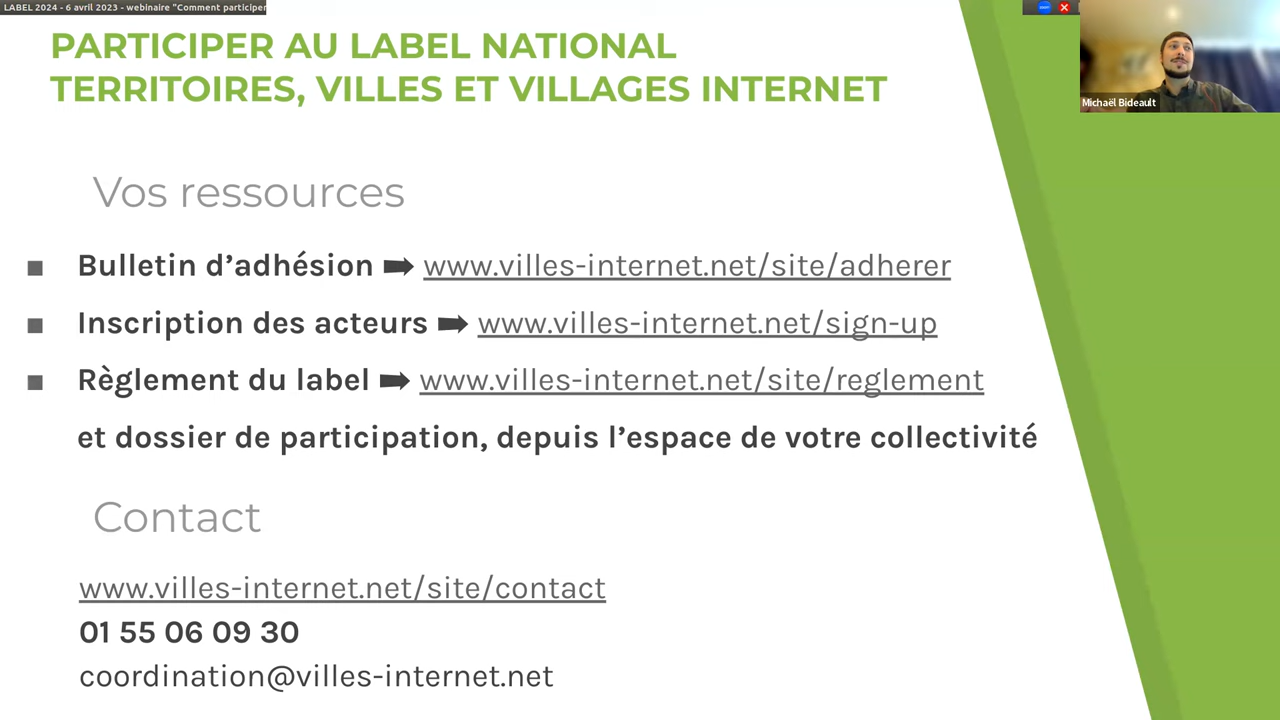 LABEL 2024 - 6 avril 2023 - webinaire "Comment participer
PARTICIPER AU LABEL NATIONAL
TERRITOIRES, VILLES ET VILLAGES INTERNET
Michaël Bideault
Vos ressources
■ Bulletin d’adhésion ➠ www.villes-internet.net/site/adherer
■ Inscription des acteurs ➠ www.villes-internet.net/sign-up
■ Règlement du label ➠ www.villes-internet.net/site/reglement
et dossier de participation, depuis l’espace de votre collectivité
Contact
www.villes-internet.net/site/contact
01 55 06 09 30
coordination@villes-internet.net